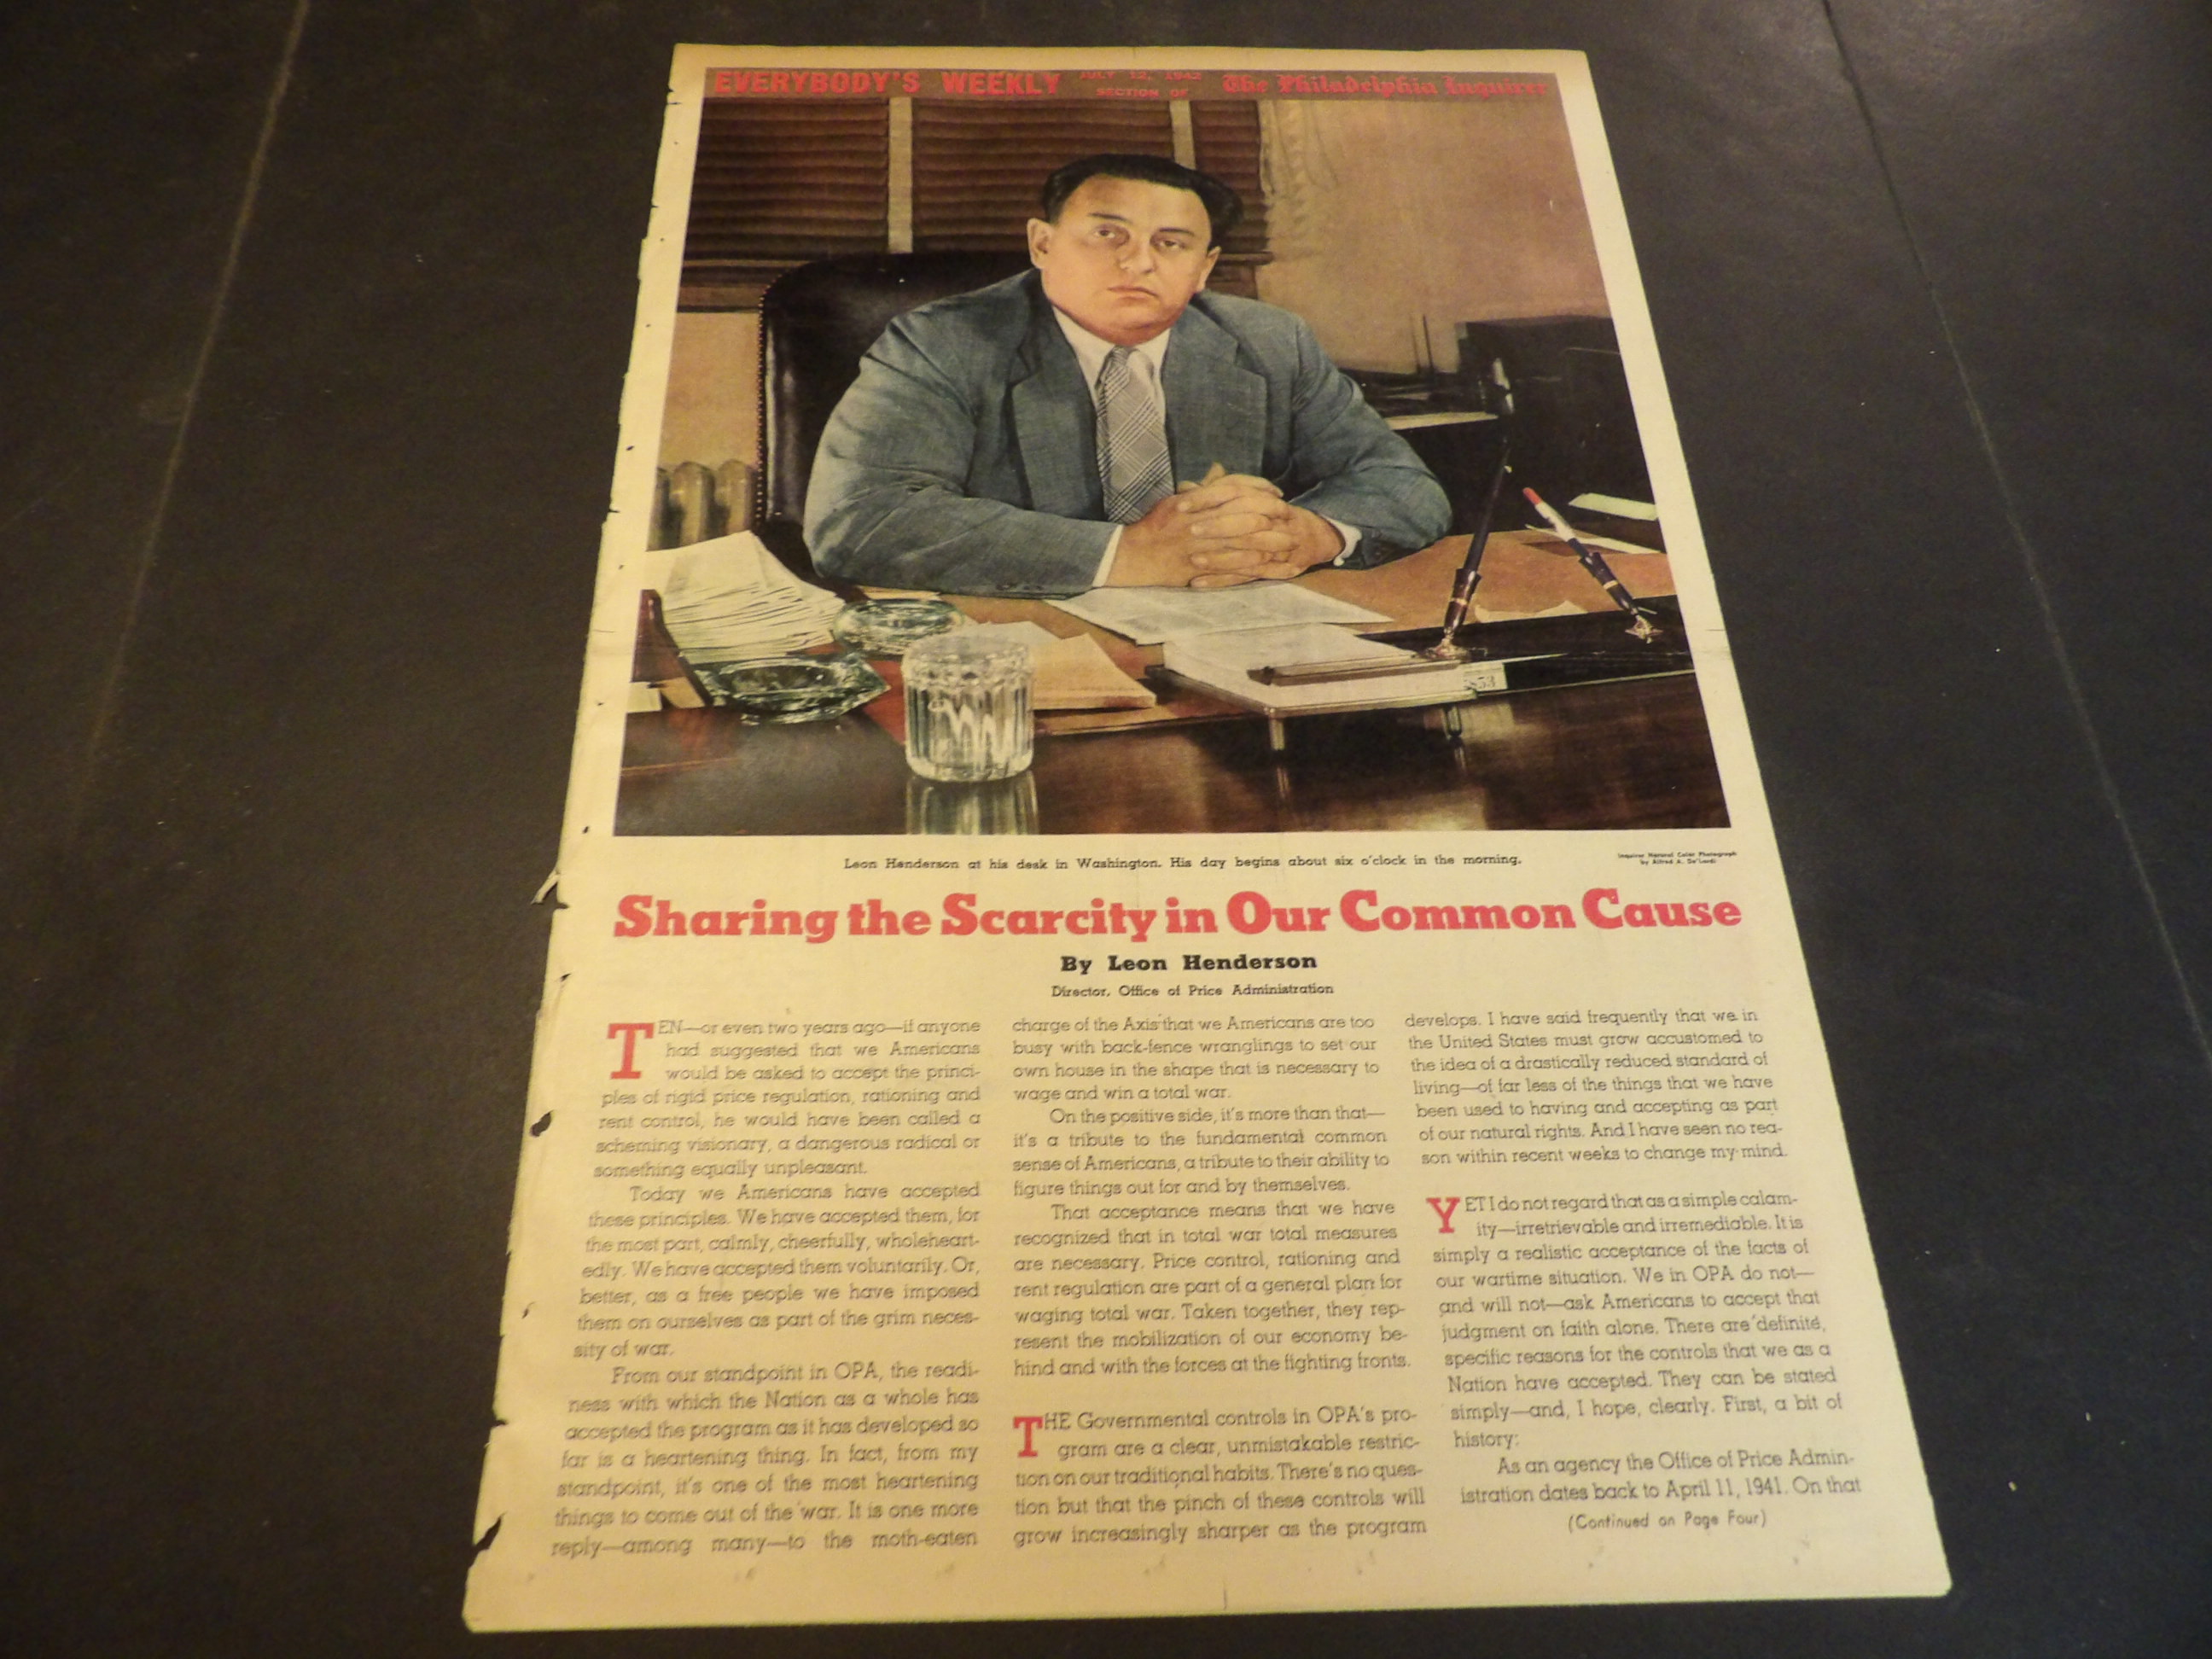 EVERYBODY'S WEEKLY
JULY 12, 1942
SECTION OF
The Philadelphia Inquirer
853
Leon Henderson at his desk in Washington. His day begins about six o'clock in the morning.
Inquirer Natural Color Photograph
by Alfred A.
Sharing the Scarcity in Our Common Cause
By Leon Henderson
Director, Office of Price Administration
TEN—or even two years ago—if anyone
had suggested that we Americans
would be asked to accept the princi-
ples of rigid price regulation, rationing and
rent control, he would have been called a
scheming visionary, a dangerous radical or
something equally unpleasant.
Today we Americans have accepted
these principles. We have accepted them, for
the most part, calmly, cheerfully, wholeheart-
edly. We have accepted them voluntarily. Or,
better, as a free people we have imposed
them on ourselves as part of the grim neces-
sity of war.
From our standpoint in OPA, the readi-
ness with which the Nation as a whole has
accepted the program as it has developed so
far is a heartening thing. In fact, from my
standpoint, it's one of the most heartening
things to come out of the war. It is one more
reply—among many—to the moth-eaten
charge of the Axis that we Americans are too
busy with back-fence wranglings to set our
own house in the shape that is necessary to
wage and win a total war.
On the positive side, it's more than that—
it's a tribute to the fundamental common
sense of Americans, a tribute to their ability to
figure things out for and by themselves.
That acceptance means that we have
recognized that in total war total measures
are necessary. Price control, rationing and
rent regulation are part of a general plan for
waging total war. Taken together, they rep-
resent the mobilization of our economy be-
hind and with the forces at the fighting fronts.
THE Governmental controls in OPA's pro-
gram are a clear, unmistakable restric-
tion on our traditional habits. There's no ques-
tion but that the pinch of these controls will
grow increasingly sharper as the program
develops. I have said frequently that we in
the United States must grow accustomed to
the idea of a drastically reduced standard of
living—of far less of the things that we have
been used to having and accepting as part
of our natural rights. And I have seen no rea-
son within recent weeks to change my mind.
YET I do not regard that as a simple calam-
ity—irretrievable and irremediable. It is
simply a realistic acceptance of the facts of
our wartime situation. We in OPA do not—
and will not—ask Americans to accept that
judgment on faith alone. There are definite,
specific reasons for the controls that we as a
Nation have accepted. They can be stated
simply—and, I hope, clearly. First, a bit of
history:
As an agency the Office of Price Admin-
istration dates back to April 11, 1941. On that
(Continued on Page Four)